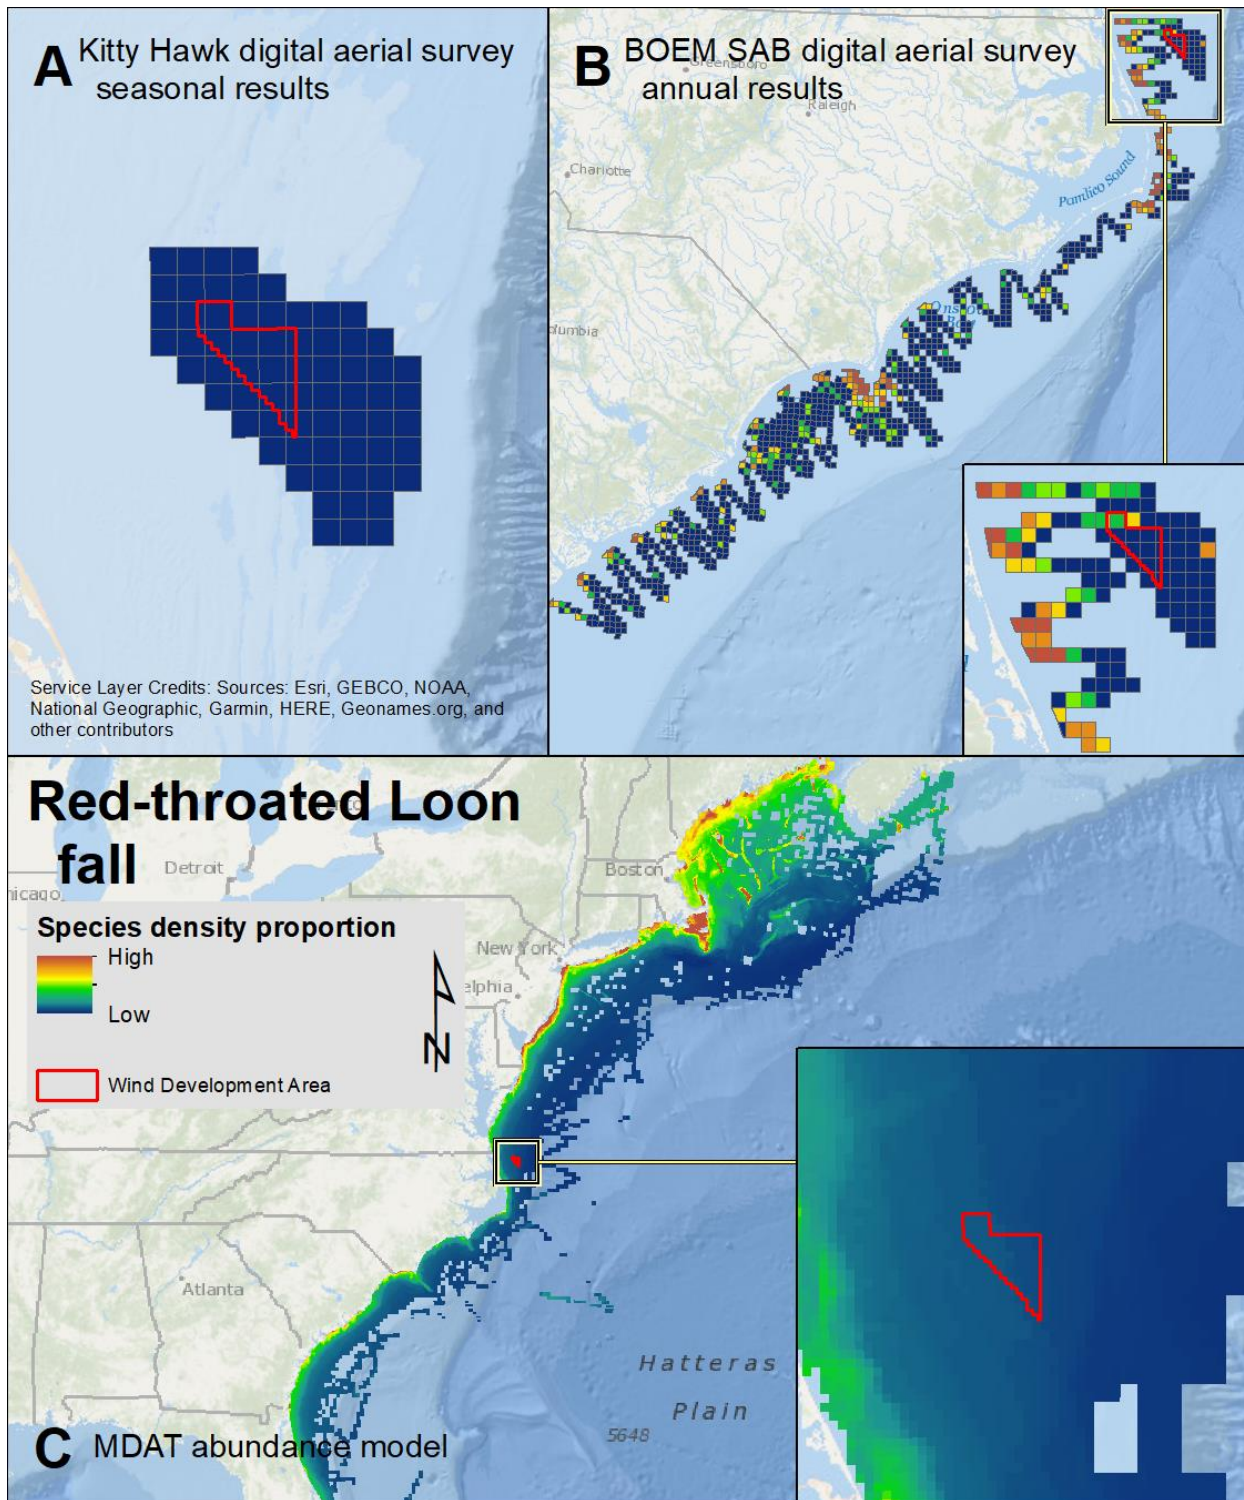 A Kitty Hawk digital aerial survey
seasonal results
Service Layer Credits: Sources: Esri, GEBCO, NOAA,
National Geographic, Garmin, HERE, Geonames.org, and
other contributors
B BOEM SAB digital aerial survey
annual results
Greensboro
Raleigh
Charlotte
Pamlico Sound
lumbia
Red-throated Loon
fall
Detroit
hicago
Boston
New York
elphia
Species density proportion
High
Low
N
Wind Development Area
Atlanta
Hatteras
Plain
5648
C MDAT abundance model